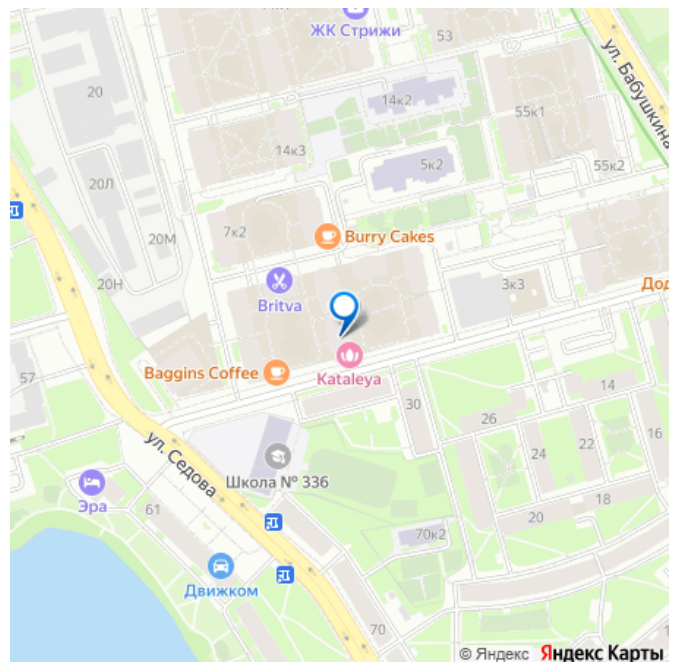 14к1
ЖК Стрижи
53
ул. Бабушкина
20
14к2
55к1
14к3
5к2
55к2
20Л
7к2
Burry Cakes
20М
20Н
Britva
3к3
Дод
Baggins Coffee
Kataleya
57
14
30
26
16
ул. Седова
24
22
Школа № 336
Эра
61
18
20
70к2
Движком
70
© Яндекс Яндекс Карты